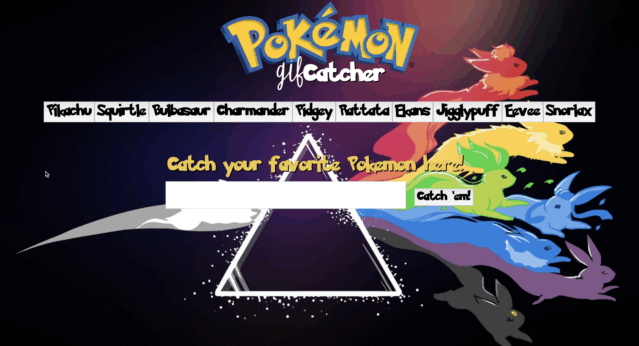 POKéMON
gifCatcher
Pikachu Squirtle Bulbasaur Charmander Pidgey Rattata Ekans Jigglypuff Eevee Snorlax
Catch your favorite Pokemon here!
Catch 'em!